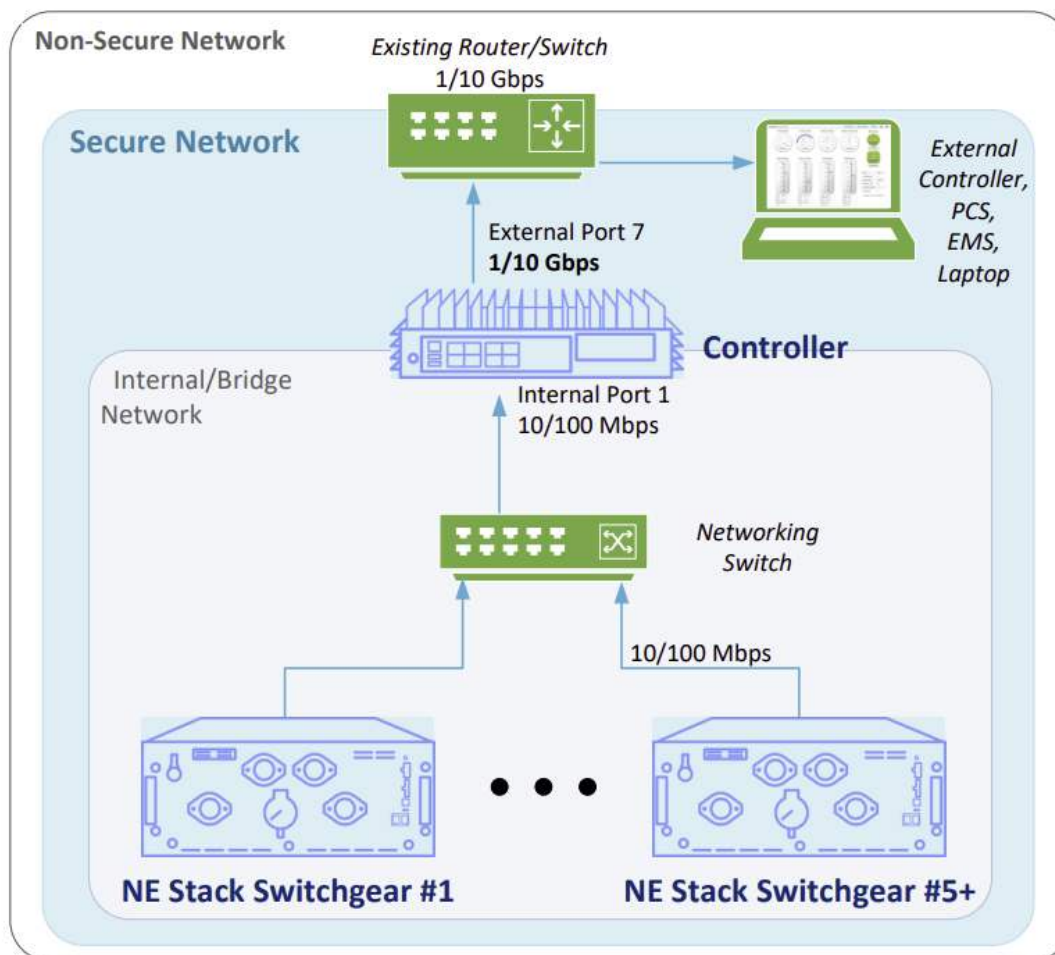 Non-Secure Network
Existing Router/Switch
1/10 Gbps
Secure Network
External
Controller,
PCS,
EMS,
Laptop
External Port 7
1/10 Gbps
Controller
Internal/Bridge
Network
Internal Port 1
10/100 Mbps
Networking
Switch
10/100 Mbps
NE Stack Switchgear #1
NE Stack Switchgear #5+